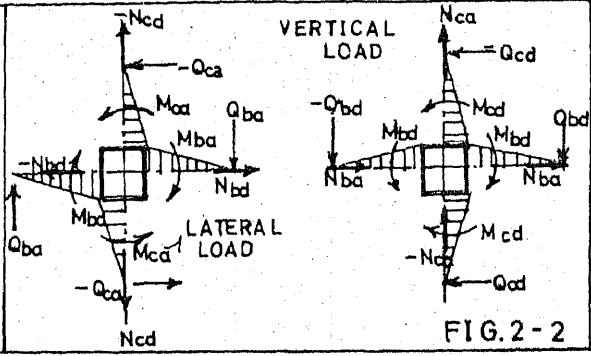 -Ncd
-Qca
Mca
Qba
Mba
-Nbd
Nbd
Mbd
Qba
Mca
LATERAL
LOAD
-Qca
Ncd
VERTICAL
LOAD
Nca
-Qcd
Mcd
-Qbd
Mbd
Mbd
Qbd
Nba
Nba
Mcd
-Nca
Qcd
FIG.2-2